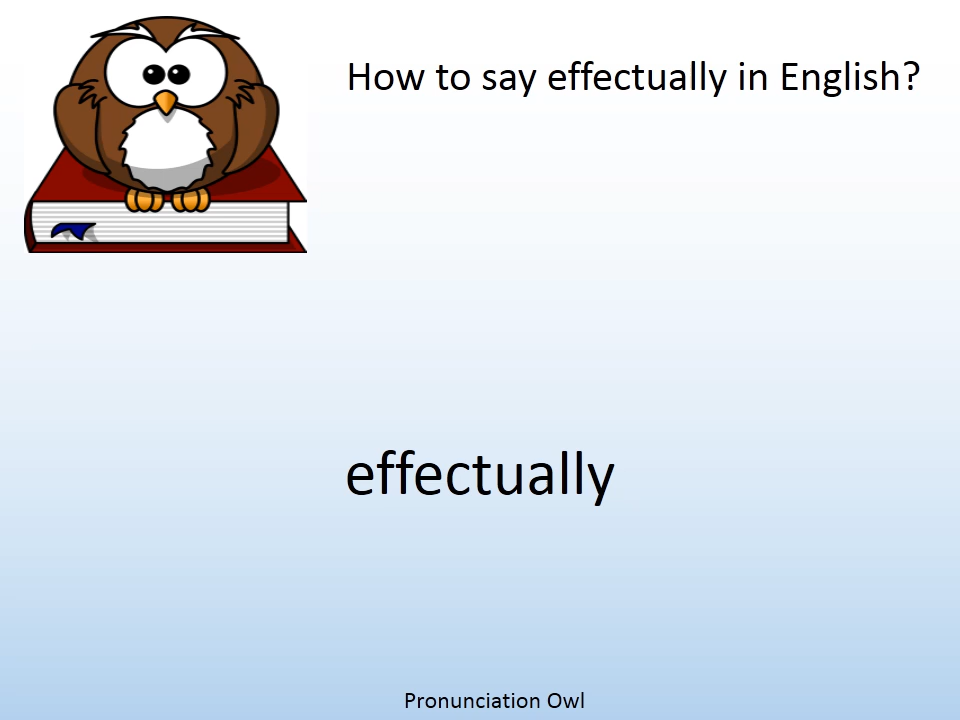 How to say effectually in English?
effectually
Pronunciation Owl